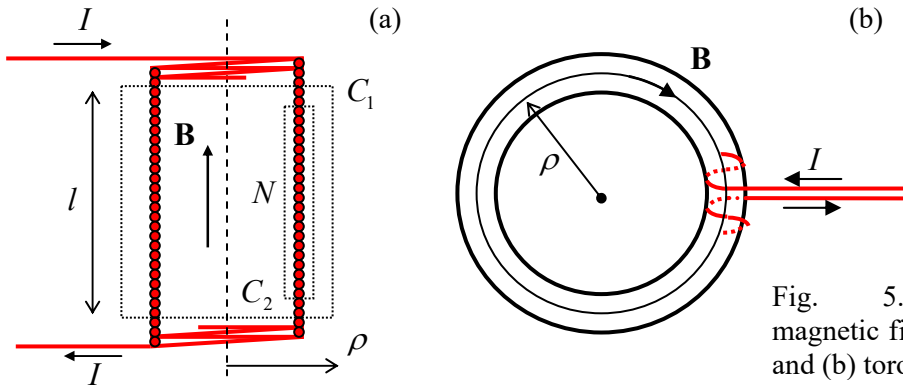 (a)
I
C₁
B
l
N
C₂
I
ρ
(b)
B
I
ρ
Fig. 5.
magnetic fi
and (b) toro